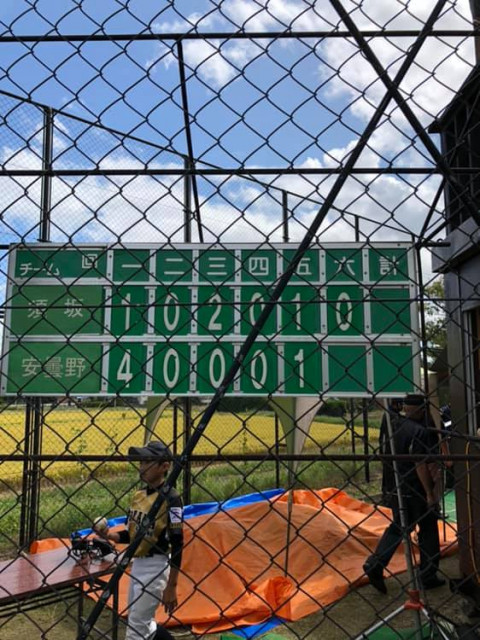 チーム 回 一 二 三 四 五 六 計
須坂 1 0 2 0 1 0
安曇野 4 0 0 0 1